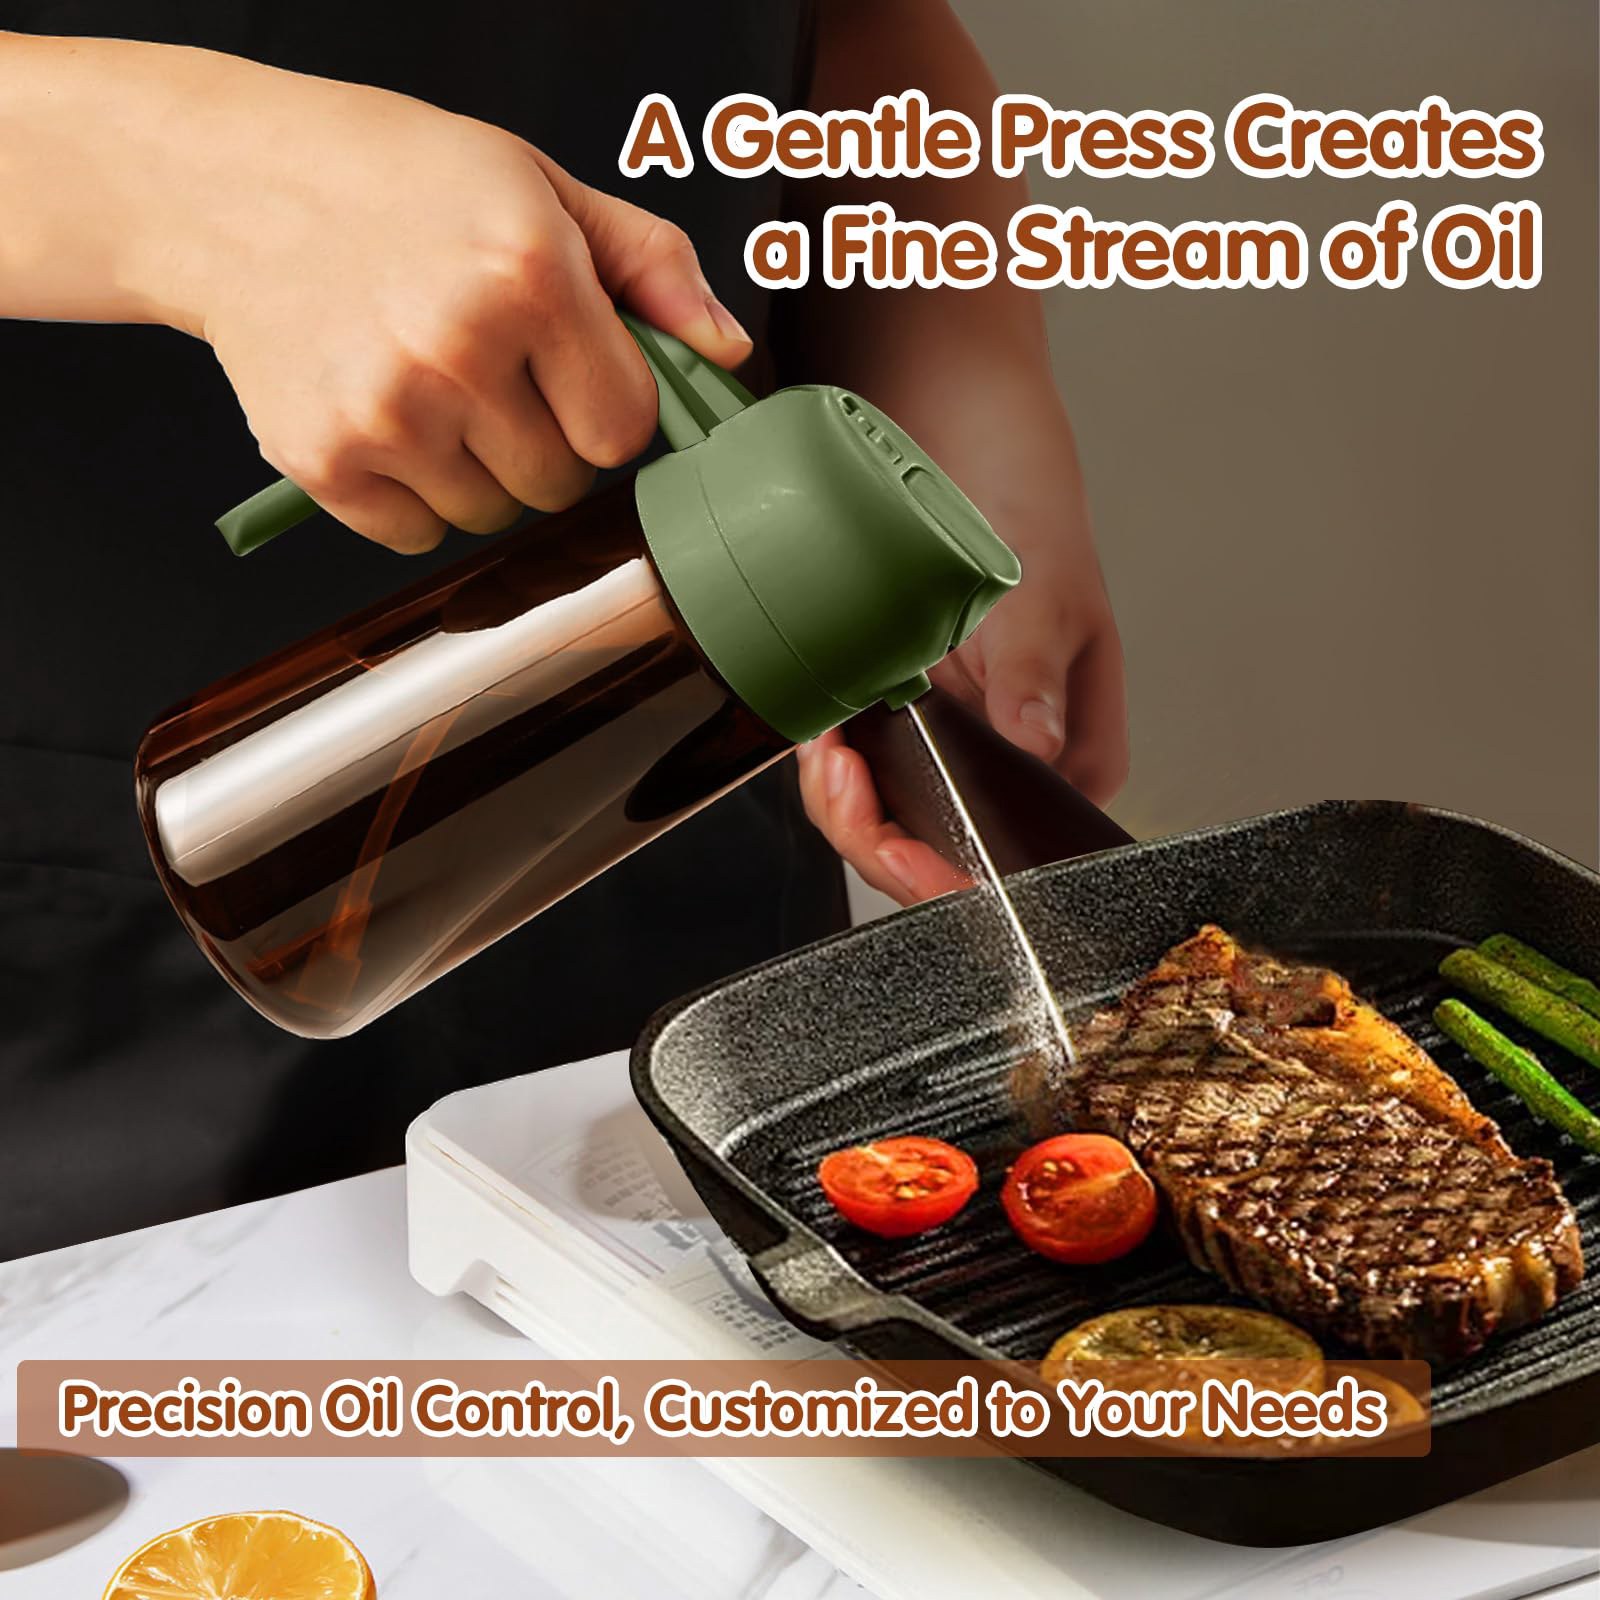 A Gentle Press Creates
a Fine Stream of Oil
Precision Oil Control, Customized to Your Needs